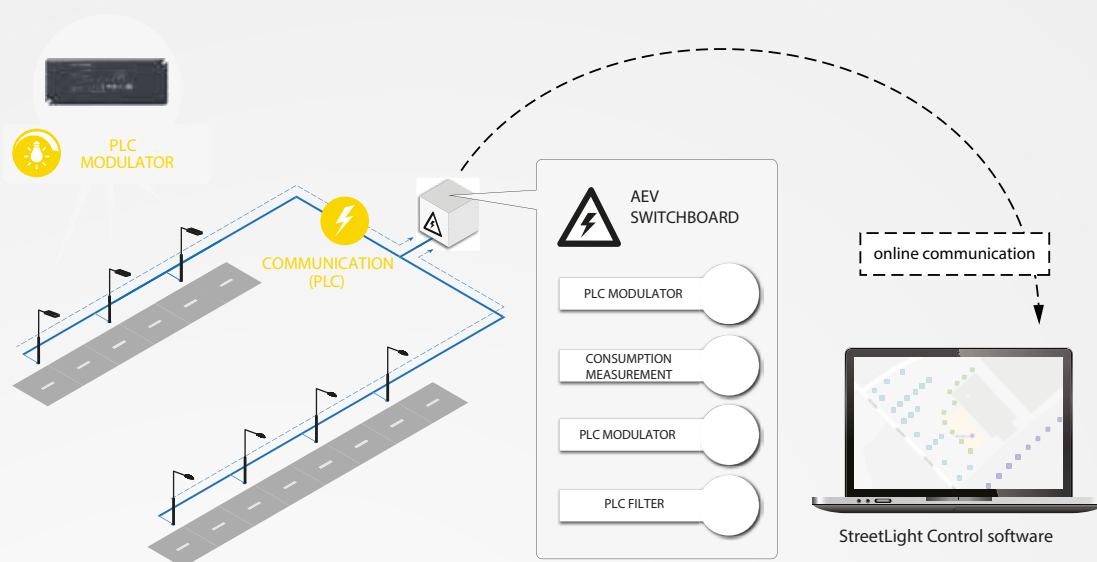 PLC
MODULATOR
COMMUNICATION
(PLC)
AEV
SWITCHBOARD
PLC MODULATOR
CONSUMPTION
MEASUREMENT
PLC MODULATOR
PLC FILTER
online communication
StreetLight Control software